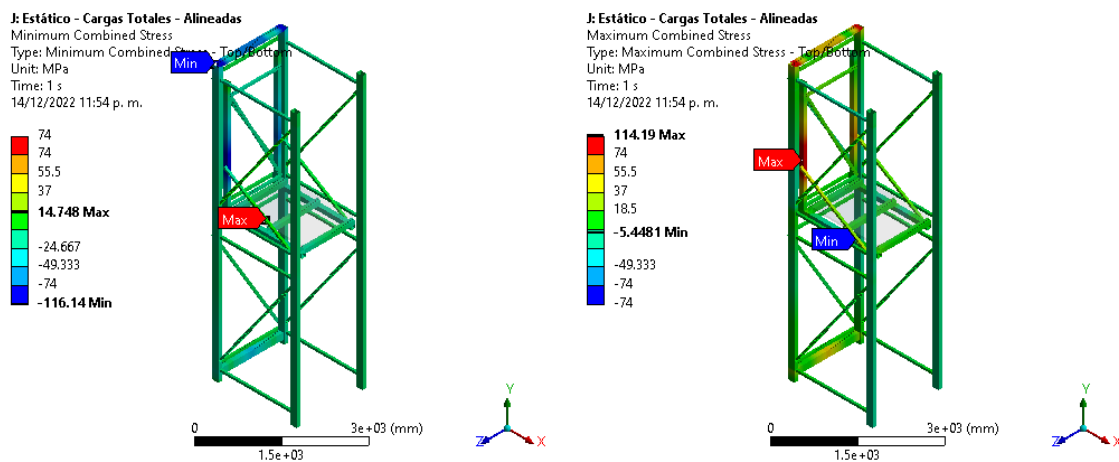 J: Estático - Cargas Totales - Alineadas
Minimum Combined Stress
Type: Minimum Combined Stress - Top/Bottom
Unit: MPa
Time: 1 s
14/12/2022 11:54 p. m.
74
74
55.5
37
14.748 Max
-24.667
-49.333
-74
-116.14 Min
Min
Max
0
3e+03 (mm)
1.5e+03
Y
Z
X
J: Estático - Cargas Totales - Alineadas
Maximum Combined Stress
Type: Maximum Combined Stress - Top/Bottom
Unit: MPa
Time: 1 s
14/12/2022 11:54 p. m.
114.19 Max
74
55.5
37
18.5
-5.4481 Min
-49.333
-74
-74
Max
Min
0
3e+03 (mm)
1.5e+03
Y
Z
X